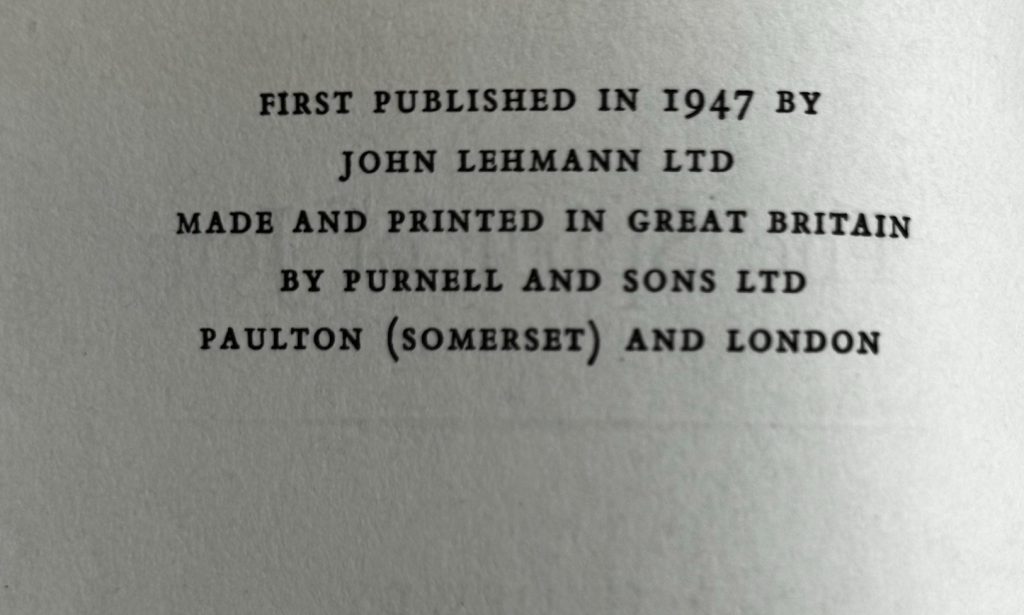 FIRST PUBLISHED IN 1947 BY
JOHN LEHMANN LTD
MADE AND PRINTED IN GREAT BRITAIN
BY PURNELL AND SONS LTD
PAULTON (SOMERSET) AND LONDON